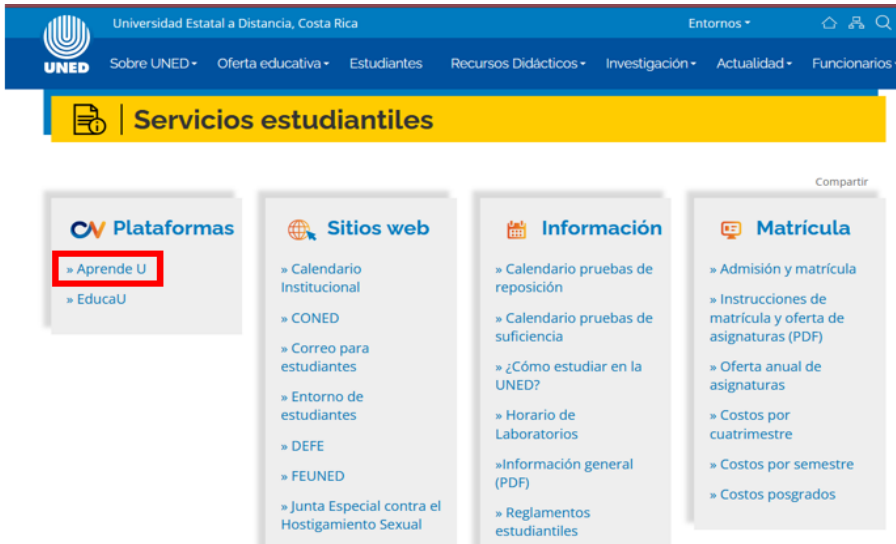 Universidad Estatal a Distancia, Costa Rica
Entornos
UNED
Sobre UNED
Oferta educativa
Estudiantes
Recursos Didácticos
Investigación
Actualidad
Funcionarios
Servicios estudiantiles
Compartir
Plataformas
» Aprende U
» EducaU
Sitios web
» Calendario
Institucional
» CONED
» Correo para
estudiantes
» Entorno de
estudiantes
» DEFE
» FEUNED
» Junta Especial contra el
Hostigamiento Sexual
Información
» Calendario pruebas de
reposición
» Calendario pruebas de
suficiencia
» ¿Cómo estudiar en la
UNED?
» Horario de
Laboratorios
»Información general
(PDF)
» Reglamentos
estudiantiles
Matrícula
» Admisión y matrícula
» Instrucciones de
matrícula y oferta de
asignaturas (PDF)
» Oferta anual de
asignaturas
» Costos por
cuatrimestre
» Costos por semestre
» Costos posgrados